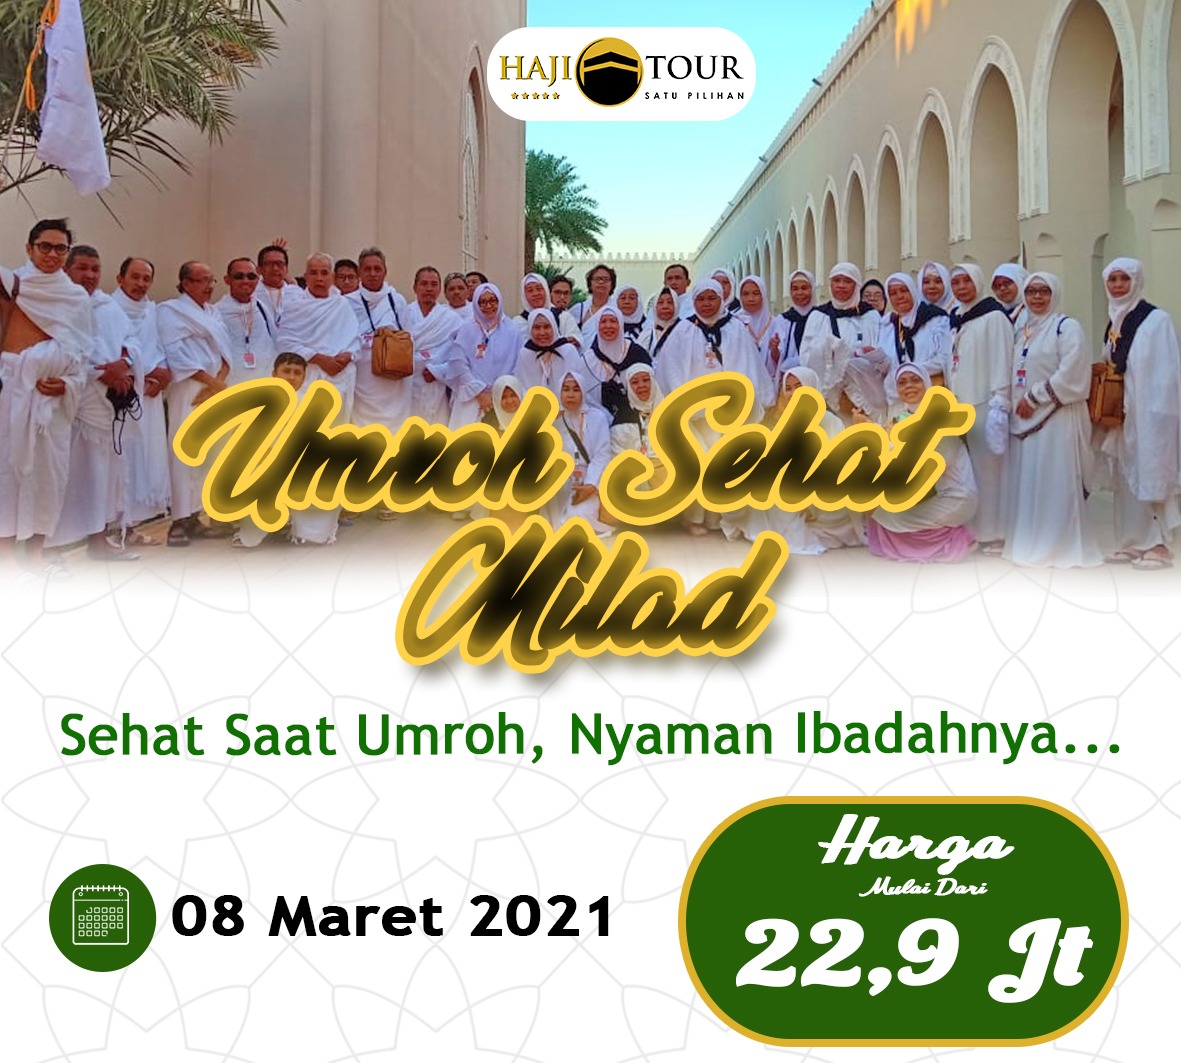 HAJI TOUR
SATU PILIHAN
Umroh Sehat
Milad
Sehat Saat Umroh, Nyaman Ibadahnya...
08 Maret 2021
Harga
Mulai Dari
22,9 Jt